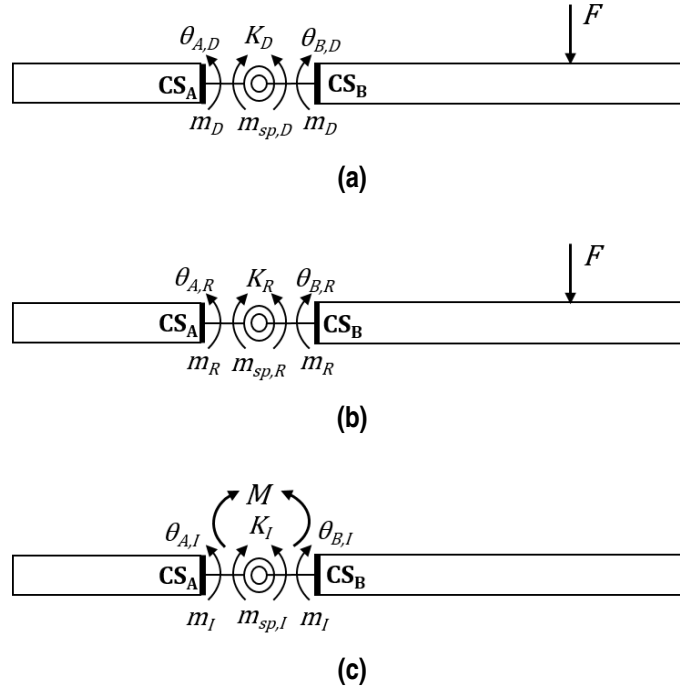 F
θA,D KD θB,D
CSA CSB
mD msp,D mD
(a)
F
θA,R KR θB,R
CSA CSB
mR msp,R mR
(b)
M
θA,I KI θB,I
CSA CSB
mI msp,I mI
(c)